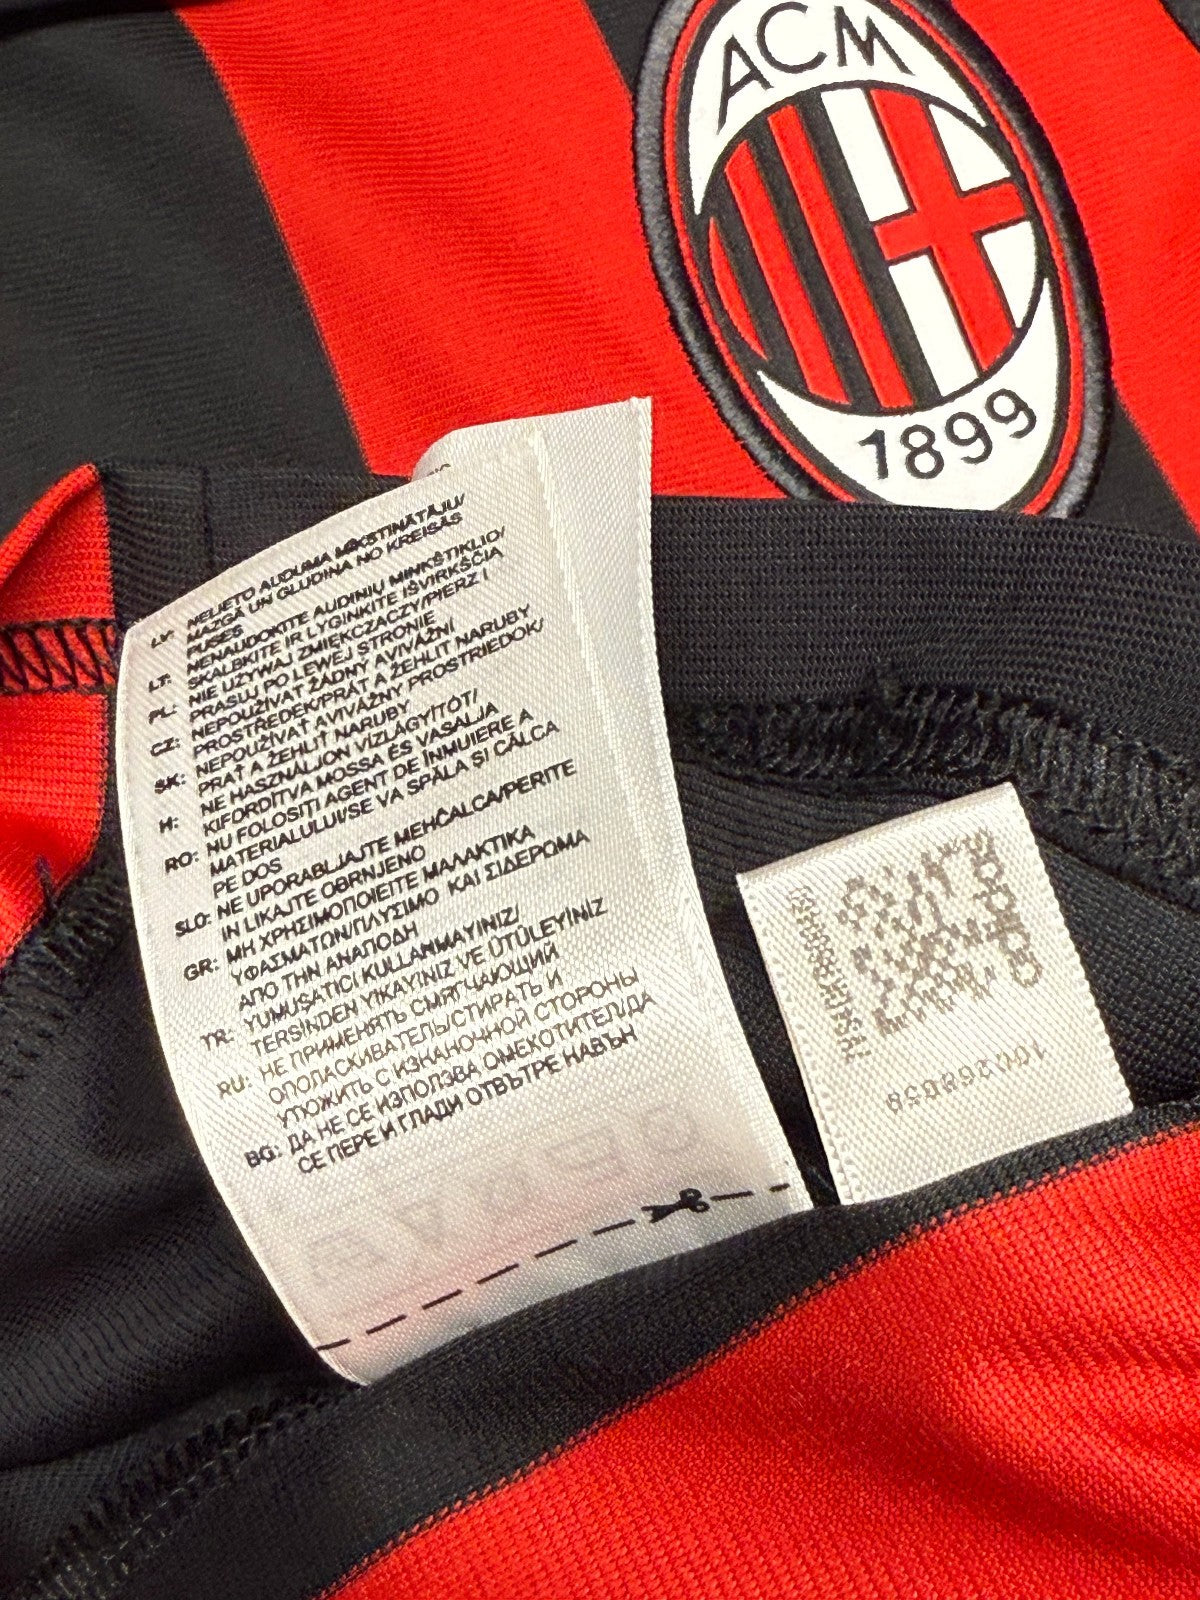 ACM
1899
LV: NELIETO AUDUMA MĪKSTINĀTĀJU/
MAZGĀ UN GLUDINA NO KREISĀS
PUSES
LT: NENAUDOKITE AUDINIŲ MINKŠTIKLIO/
SKALBKITE IR LYGINKITE IŠVIRKŠČIA
PL: NIE UZYWAJ ZMIEKCZACZY/PIERZ I
PRASUJ PO LEWEJ STRONIE
CZ: NEPOUŽÍVAT ŽÁDNÝ AVIVÁŽNÍ
PROSTŘEDEK/PRÁT A ŽEHLIT NARUBY
SK: NEPOUŽÍVAŤ AVIVÁŽNY PROSTRIEDOK/
PRAŤ A ŽEHLIŤ NARUBY
H: NE HASZNÁLJON VÍZLÁGYÍTÓT/
KIFORDÍTVA MOSSA ÉS VASALJA
RO: NU FOLOSITI AGENT DE ÎNMUIERE A
MATERIALULUI/SE VA SPĂLA ŞI CĂLCA
PE DOS
SLO: NE UPORABLJAJTE MEHČALCA/PERITE
IN LIKAJTE OBRNJENO
GR: ΜΗ ΧΡΗΣΙΜΟΠΟΙΕΙΤΕ ΜΑΛΑΚΤΙΚΑ
ΥΦΑΣΜΑΤΩΝ/ΠΛΥΣΙΜΟ ΚΑΙ ΣΙΔΕΡΩΜΑ
ΑΠΟ ΤΗΝ ΑΝΑΠΟΔΗ
TR: YUMUŞATICI KULLANMAYINIZ/
TERSİNDEN YIKAYINIZ VE ÜTÜLEYİNİZ
RU: НЕ ПРИМЕНЯТЬ СМЯГЧАЮЩИЙ
ОПОЛАСКИВАТЕЛЬ/СТИРАТЬ И
УТЮЖИТЬ С ИЗНАНОЧНОЙ СТОРОНЫ
BG: ДА НЕ СЕ ИЗПОЛЗВА ОМЕКОТИТЕЛ/ДА
СЕ ПЕРЕ И ГЛАДИ ОТВЪТРЕ НАВЪН
adidas